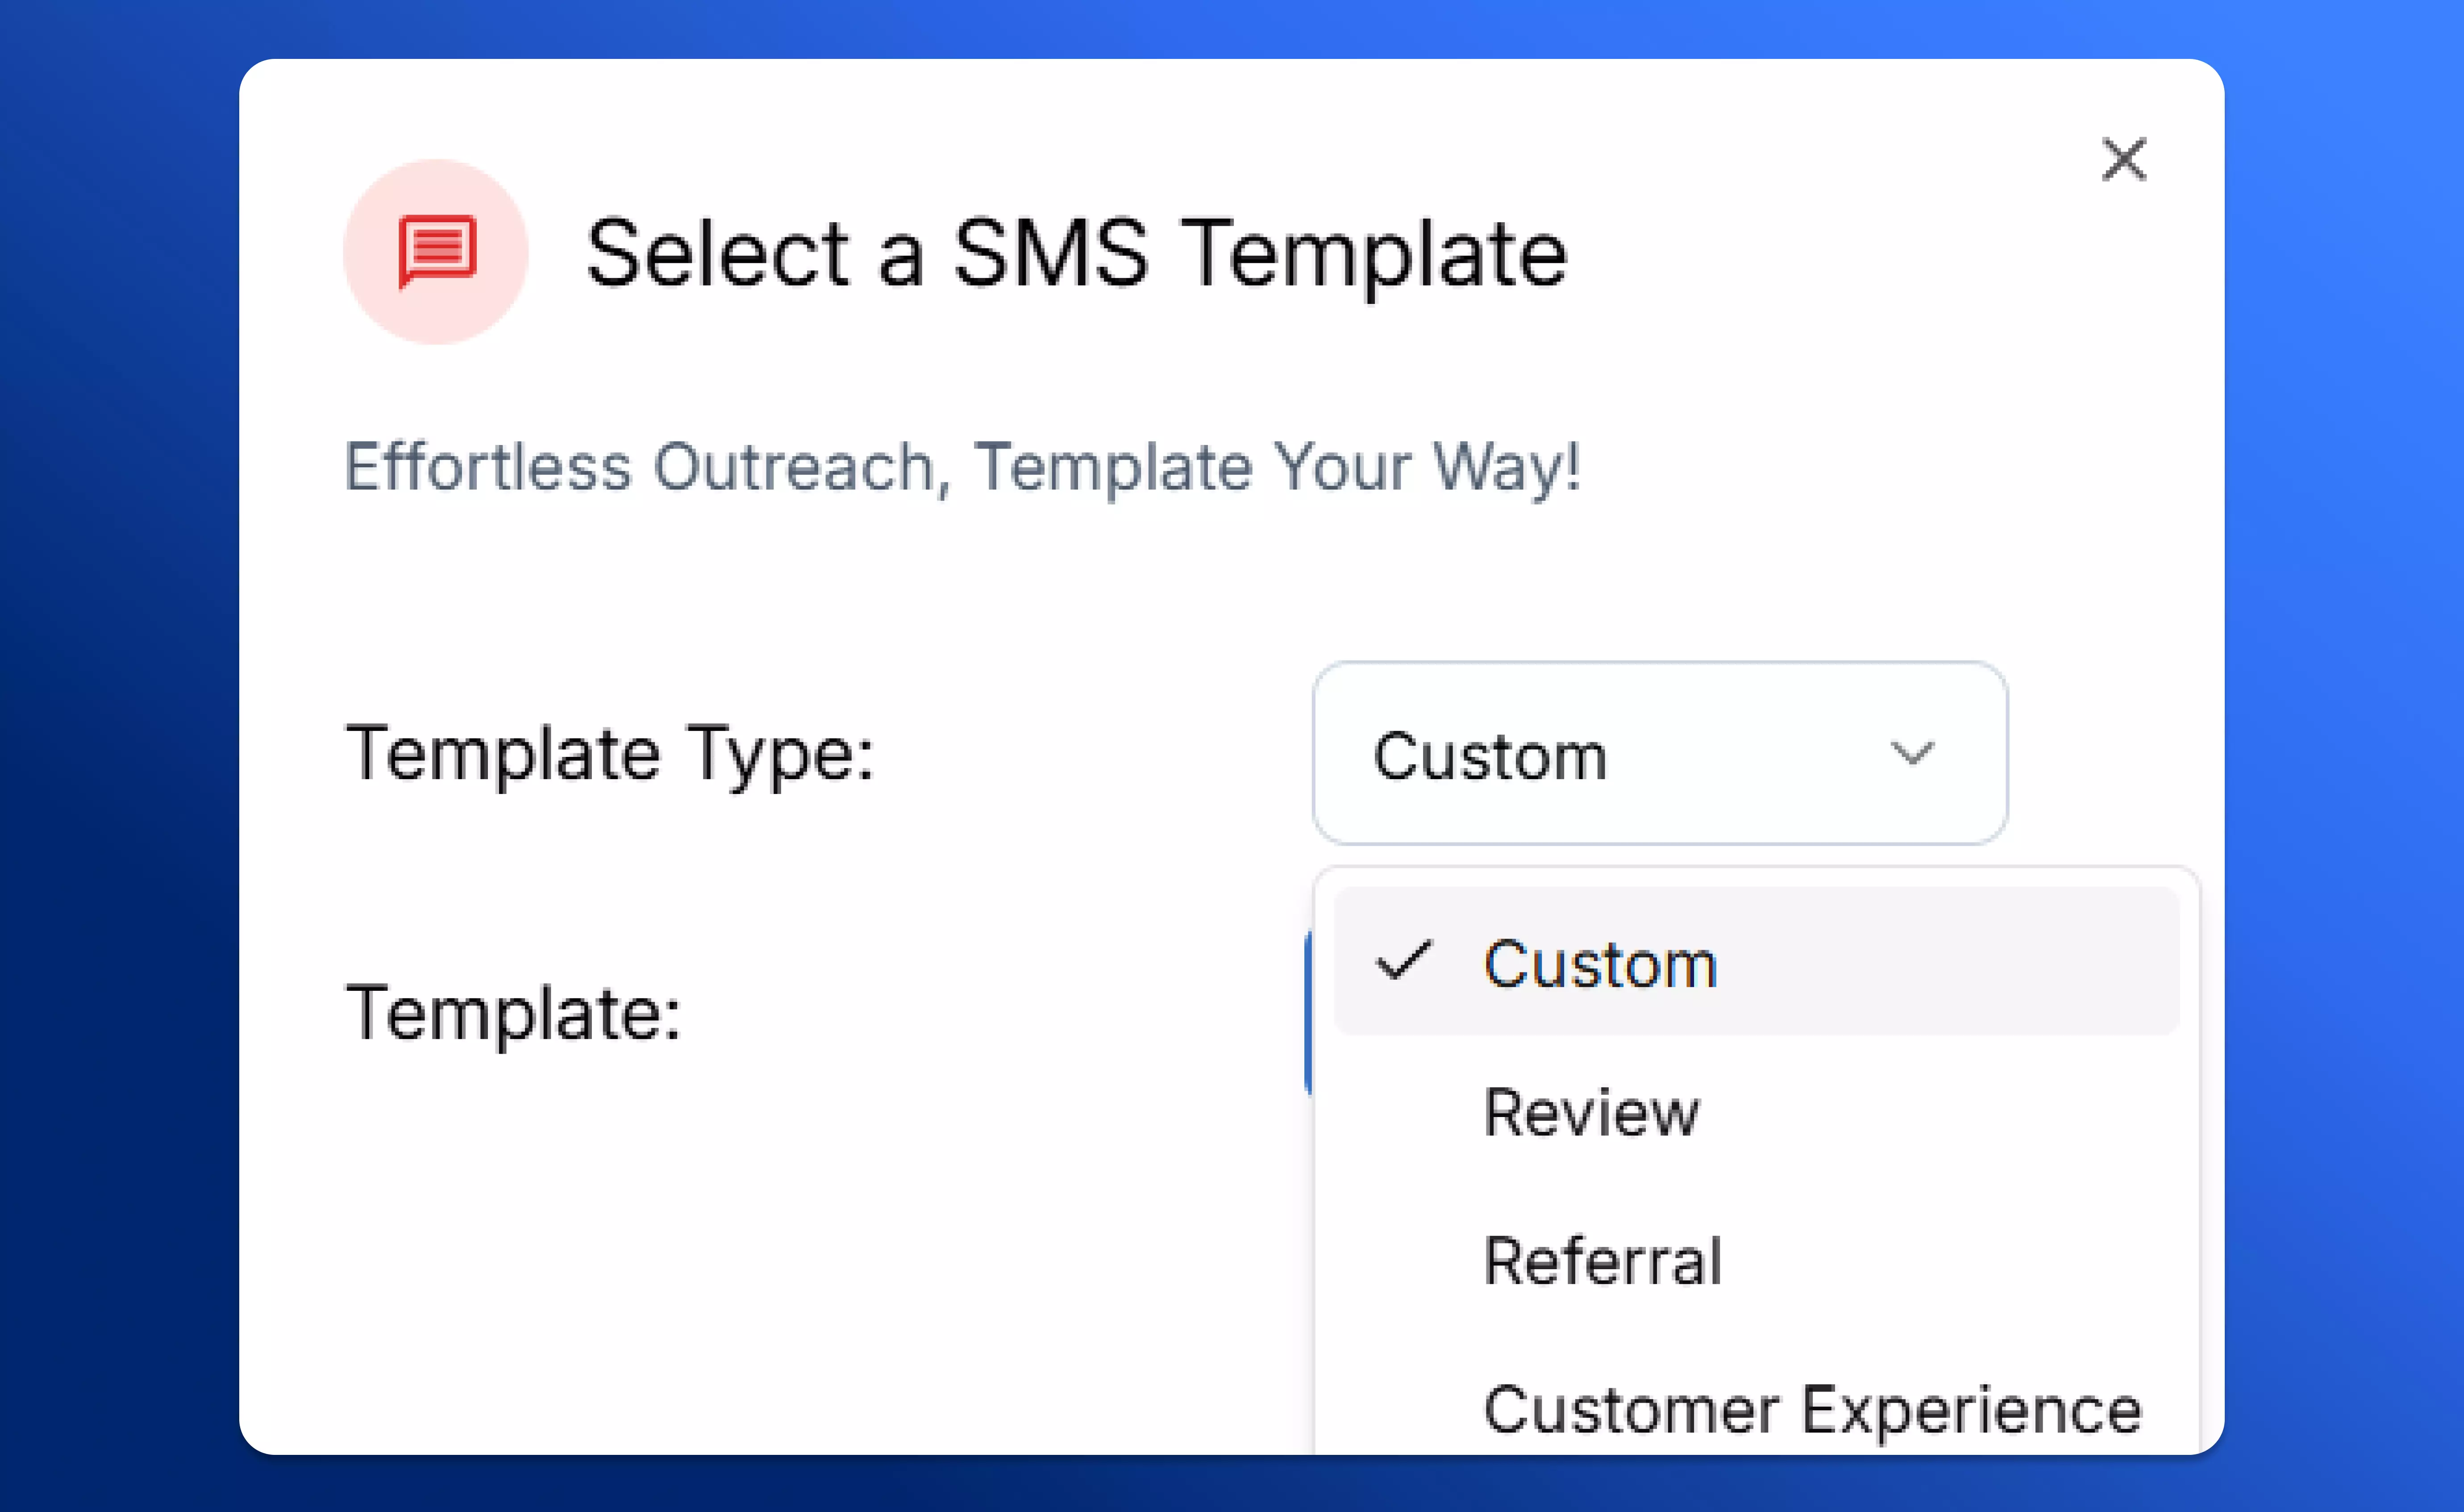 Select a SMS Template
Effortless Outreach, Template Your Way!
Template Type:
Custom
Template:
Custom
Review
Referral
Customer Experience